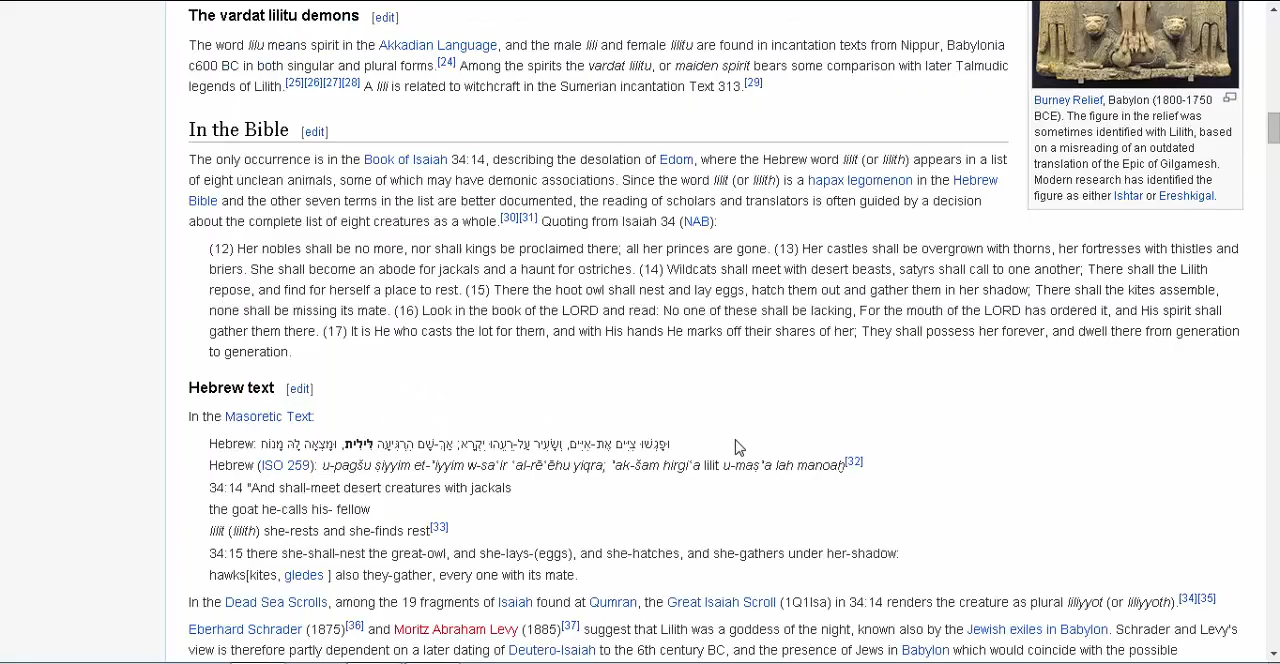 The vardat lilitu demons [edit]
The word lilu means spirit in the Akkadian Language, and the male lili and female lilitu are found in incantation texts from Nippur, Babylonia
c600 BC in both singular and plural forms.[24] Among the spirits the vardat lilitu, or maiden spirit bears some comparison with later Talmudic
legends of Lilith.[25][26][27][28] A lili is related to witchcraft in the Sumerian incantation Text 313.[29]
Burney Relief, Babylon (1800-1750
BCE). The figure in the relief was
sometimes identified with Lilith, based
on a misreading of an outdated
translation of the Epic of Gilgamesh.
Modern research has identified the
figure as either Ishtar or Ereshkigal.
In the Bible [edit]
The only occurrence is in the Book of Isaiah 34:14, describing the desolation of Edom, where the Hebrew word lilit (or lilith) appears in a list
of eight unclean animals, some of which may have demonic associations. Since the word lilit (or lilith) is a hapax legomenon in the Hebrew
Bible and the other seven terms in the list are better documented, the reading of scholars and translators is often guided by a decision
about the complete list of eight creatures as a whole.[30][31] Quoting from Isaiah 34 (NAB):
(12) Her nobles shall be no more, nor shall kings be proclaimed there; all her princes are gone. (13) Her castles shall be overgrown with thorns, her fortresses with thistles and
briers. She shall become an abode for jackals and a haunt for ostriches. (14) Wildcats shall meet with desert beasts, satyrs shall call to one another; There shall the Lilith
repose, and find for herself a place to rest. (15) There the hoot owl shall nest and lay eggs, hatch them out and gather them in her shadow; There shall the kites assemble,
none shall be missing its mate. (16) Look in the book of the LORD and read: No one of these shall be lacking, For the mouth of the LORD has ordered it, and His spirit shall
gather them there. (17) It is He who casts the lot for them, and with His hands He marks off their shares of her; They shall possess her forever, and dwell there from generation
to generation.
Hebrew text [edit]
In the Masoretic Text:
Hebrew: וּפָגְשׁוּ צִיִּים אֶת-אִיִּים, וְשָׂעִיר עַל-רֵעֵהוּ יִקְרָא; אַךְ-שָׁם הִרְגִּיעָה לִּילִית, וּמָצְאָה לָהּ מָנוֹחַ
Hebrew (ISO 259): u-pagšu ṣiyyim et-ʾiyyim w-saʿir ʿal-rēʿēhu yiqra; ʾak-šam hirgiʿa lilit u-maṣʾa lah manoaḫ[32]
34:14 "And shall-meet desert creatures with jackals
the goat he-calls his- fellow
lilit (lilith) she-rests and she-finds rest[33]
34:15 there she-shall-nest the great-owl, and she-lays-(eggs), and she-hatches, and she-gathers under her-shadow:
hawks[kites, gledes ] also they-gather, every one with its mate.
In the Dead Sea Scrolls, among the 19 fragments of Isaiah found at Qumran, the Great Isaiah Scroll (1Q1Isa) in 34:14 renders the creature as plural liliyyot (or liliyyoth).[34][35]
Eberhard Schrader (1875)[36] and Moritz Abraham Levy (1885)[37] suggest that Lilith was a goddess of the night, known also by the Jewish exiles in Babylon. Schrader and Levy's
view is therefore partly dependent on a later dating of Deutero-Isaiah to the 6th century BC, and the presence of Jews in Babylon which would coincide with the possible